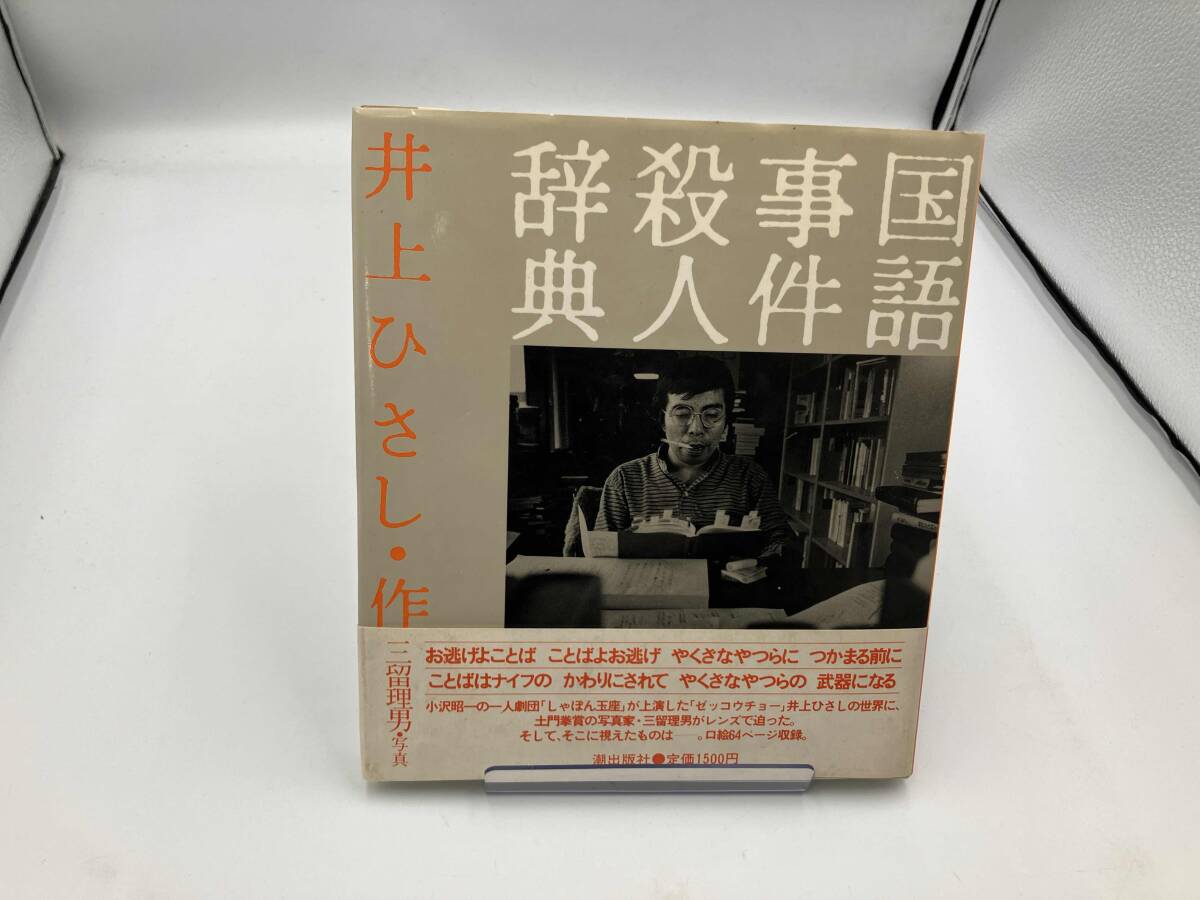 国語
事件
殺人
辞典
井上ひさし・作
三留理男・写真
お逃げよことば ことばよお逃げ やくざなやつらに つかまる前に
ことばはナイフの かわりにされて やくざなやつらの 武器になる
小沢昭一の一人劇団「しゃぼん玉座」が上演した「ゼッコウチョー」井上ひさしの世界に、
土門拳賞の写真家・三留理男がレンズで迫った。
そして、そこに視えたものは——。口絵64ページ収録。
潮出版社●定価1500円